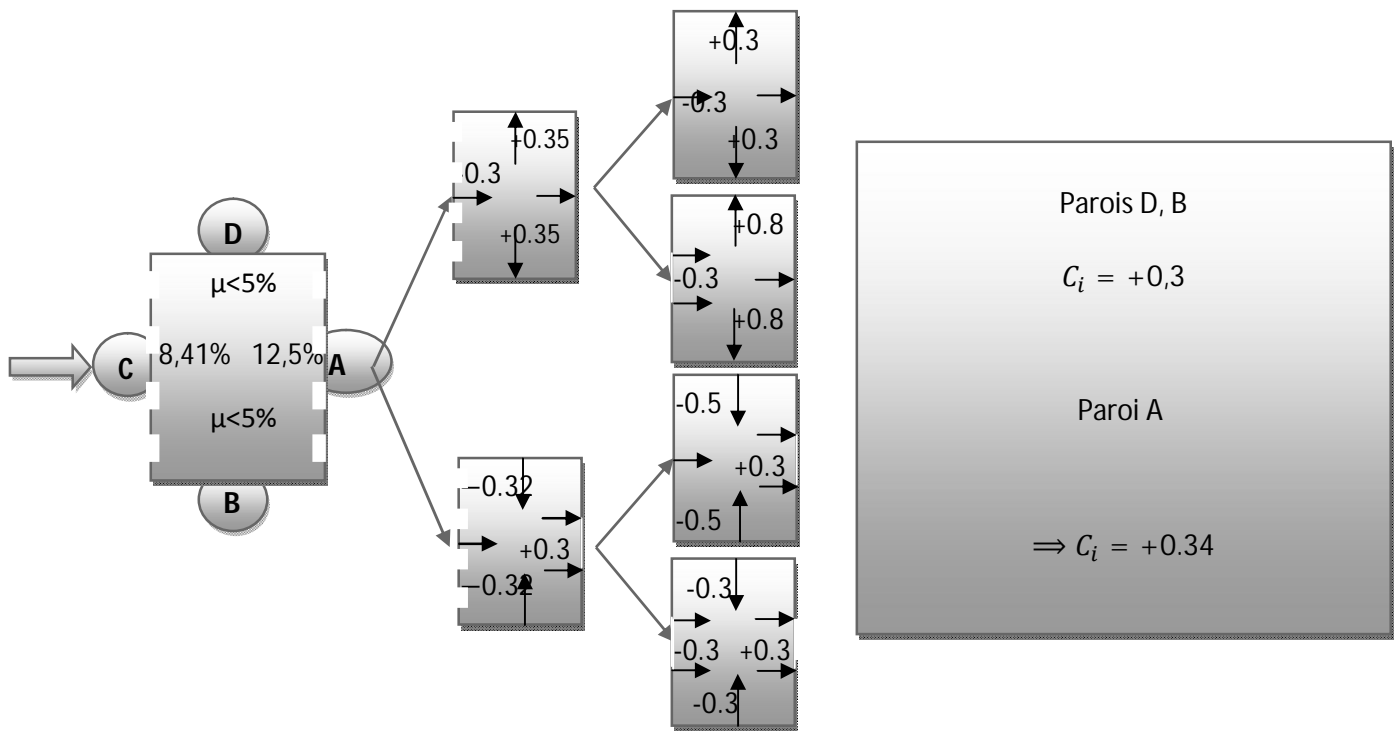 D
µ<5%
C
8,41%
12,5%
A
µ<5%
B
+0.35
0.3
+0.35
−0.32
+0.3
−0.32
+0.3
-0.3
+0.3
+0.8
-0.3
+0.8
-0.5
+0.3
-0.5
-0.3
-0.3
+0.3
-0.3
Parois D, B
𝐶ᵢ = +0,3
Paroi A
⟹ 𝐶ᵢ = +0.34